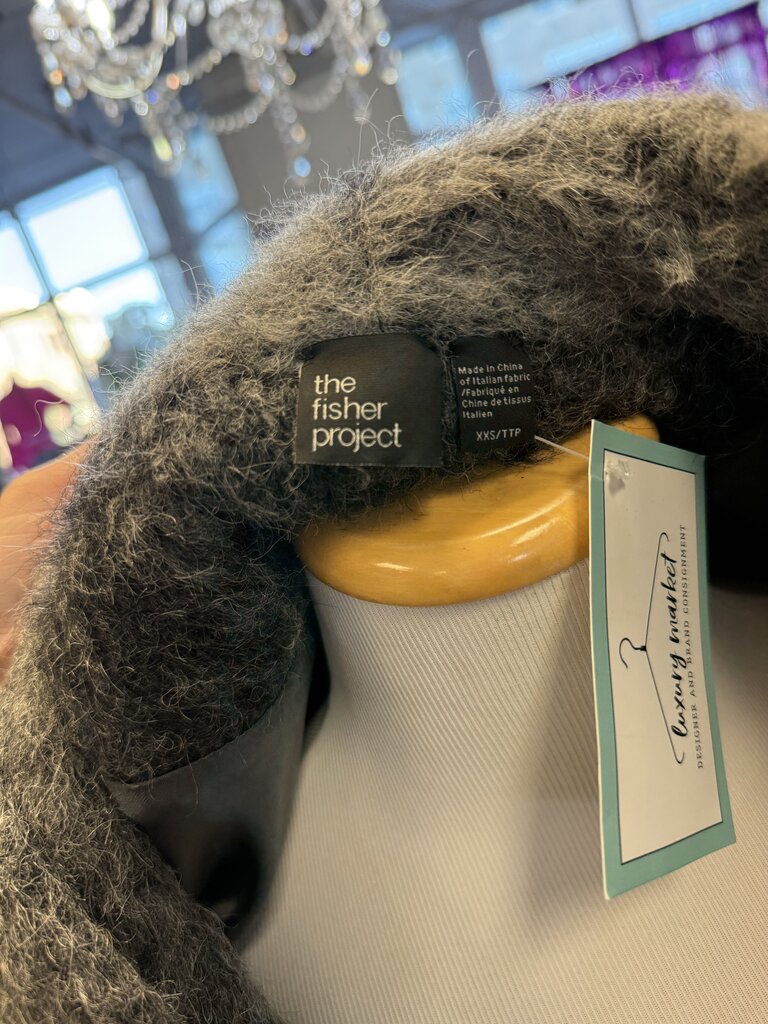 the
fisher
project
Made in China
of Italian fabric
/Fabriqué en
Chine de tissus
Italien
XXS/TTP
luxury market
DESIGNER AND BRAND CONSIGNMENT